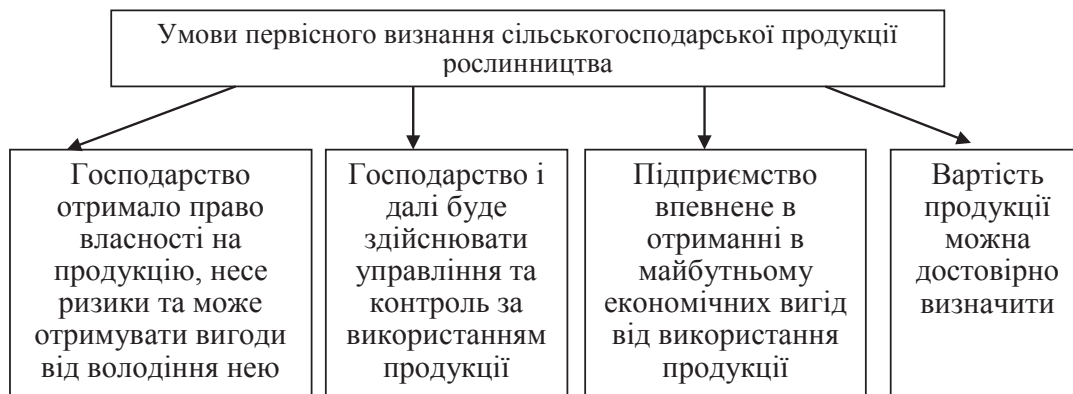 Умови первісного визнання сільськогосподарської продукції
рослинництва
Господарство
отримало право
власності на
продукцію, несе
ризики та може
отримувати вигоди
від володіння нею
Господарство і
далі буде
здійснювати
управління та
контроль за
використанням
продукції
Підприємство
впевнене в
отриманні в
майбутньому
економічних вигід
від використання
продукції
Вартість
продукції
можна
достовірно
визначити